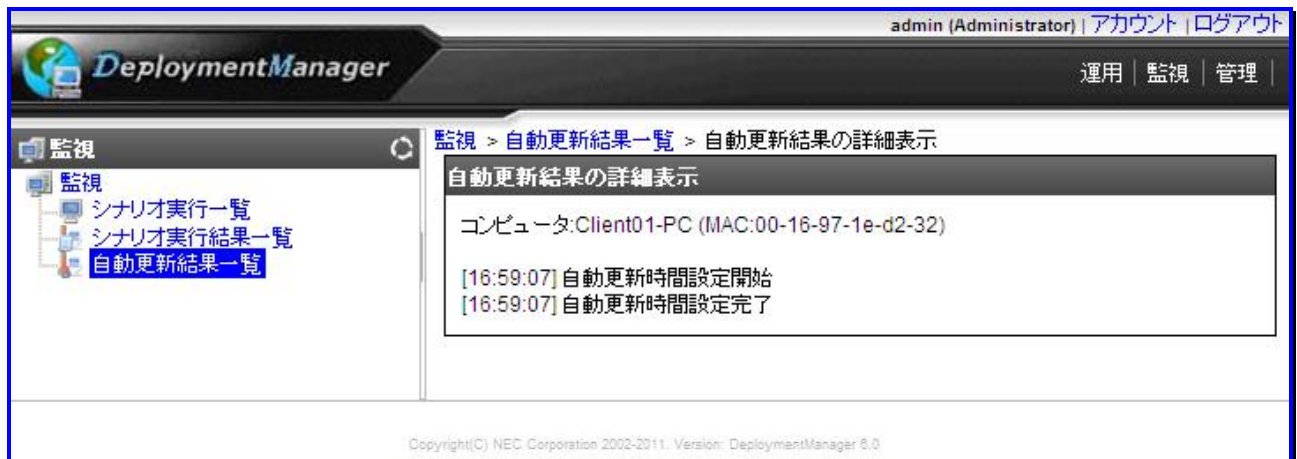 admin (Administrator) | アカウント | ログアウト
DeploymentManager
運用 | 監視 | 管理 |
監視
監視
シナリオ実行一覧
シナリオ実行結果一覧
自動更新結果一覧
監視 > 自動更新結果一覧 > 自動更新結果の詳細表示
自動更新結果の詳細表示
コンピュータ:Client01-PC (MAC:00-16-97-1e-d2-32)
[16:59:07] 自動更新時間設定開始
[16:59:07] 自動更新時間設定完了
Copyright(C) NEC Corporation 2002-2011. Version: DeploymentManager 6.0